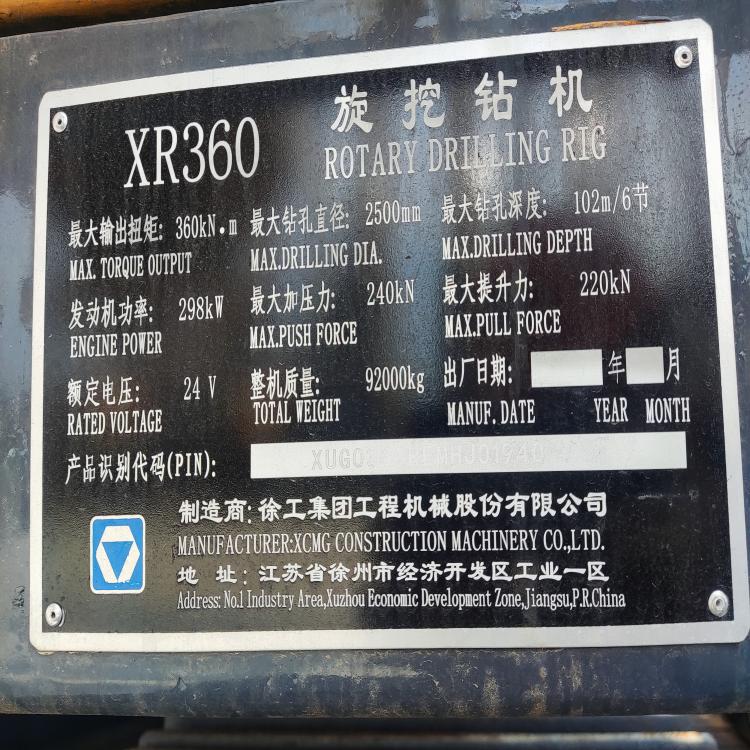 XR360
旋挖钻机
ROTARY DRILLING RIG
最大输出扭矩: 360kN·m 最大钻孔直径: 2500mm 最大钻孔深度: 102m/6节
MAX. TORQUE OUTPUT MAX.DRILLING DIA. MAX.DRILLING DEPTH
发动机功率: 298kW 最大加压力: 240kN 最大提升力: 220kN
ENGINE POWER MAX.PUSH FORCE MAX.PULL FORCE
额定电压: 24 V 整机质量: 92000kg 出厂日期: 年 月
RATED VOLTAGE TOTAL WEIGHT MANUF. DATE YEAR MONTH
产品识别代码(PIN):
制造商:徐工集团工程机械股份有限公司
MANUFACTURER:XCMG CONSTRUCTION MACHINERY CO.,LTD.
地 址:江苏省徐州市经济开发区工业一区
Address: No.1 Industry Area,Xuzhou Economic Development Zone,Jiangsu,P.R.China